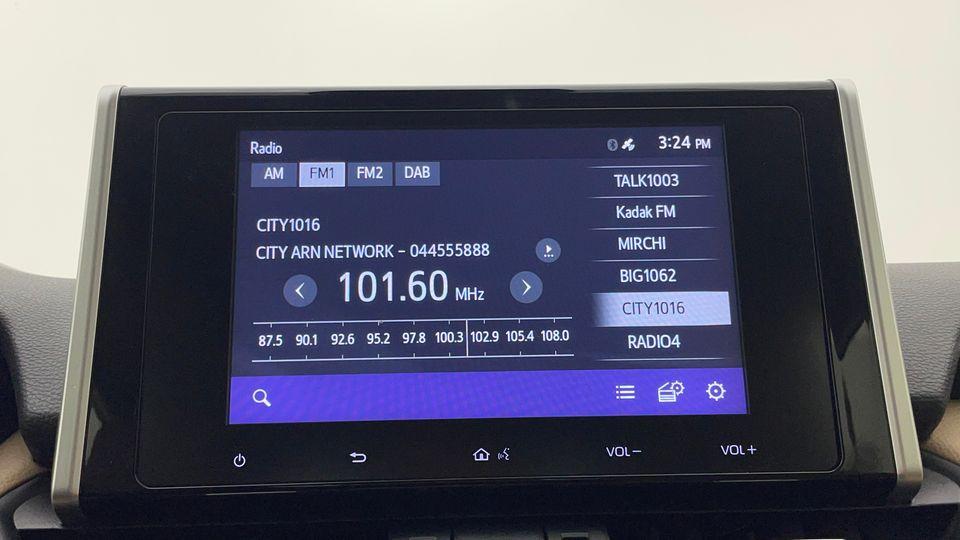 Radio
3:24 PM
AM FM1 FM2 DAB
CITY1016
CITY ARN NETWORK – 044555888
101.60 MHz
87.5 90.1 92.6 95.2 97.8 100.3 102.9 105.4 108.0
TALK1003
Kadak FM
MIRCHI
BIG1062
CITY1016
RADIO4
VOL− VOL+